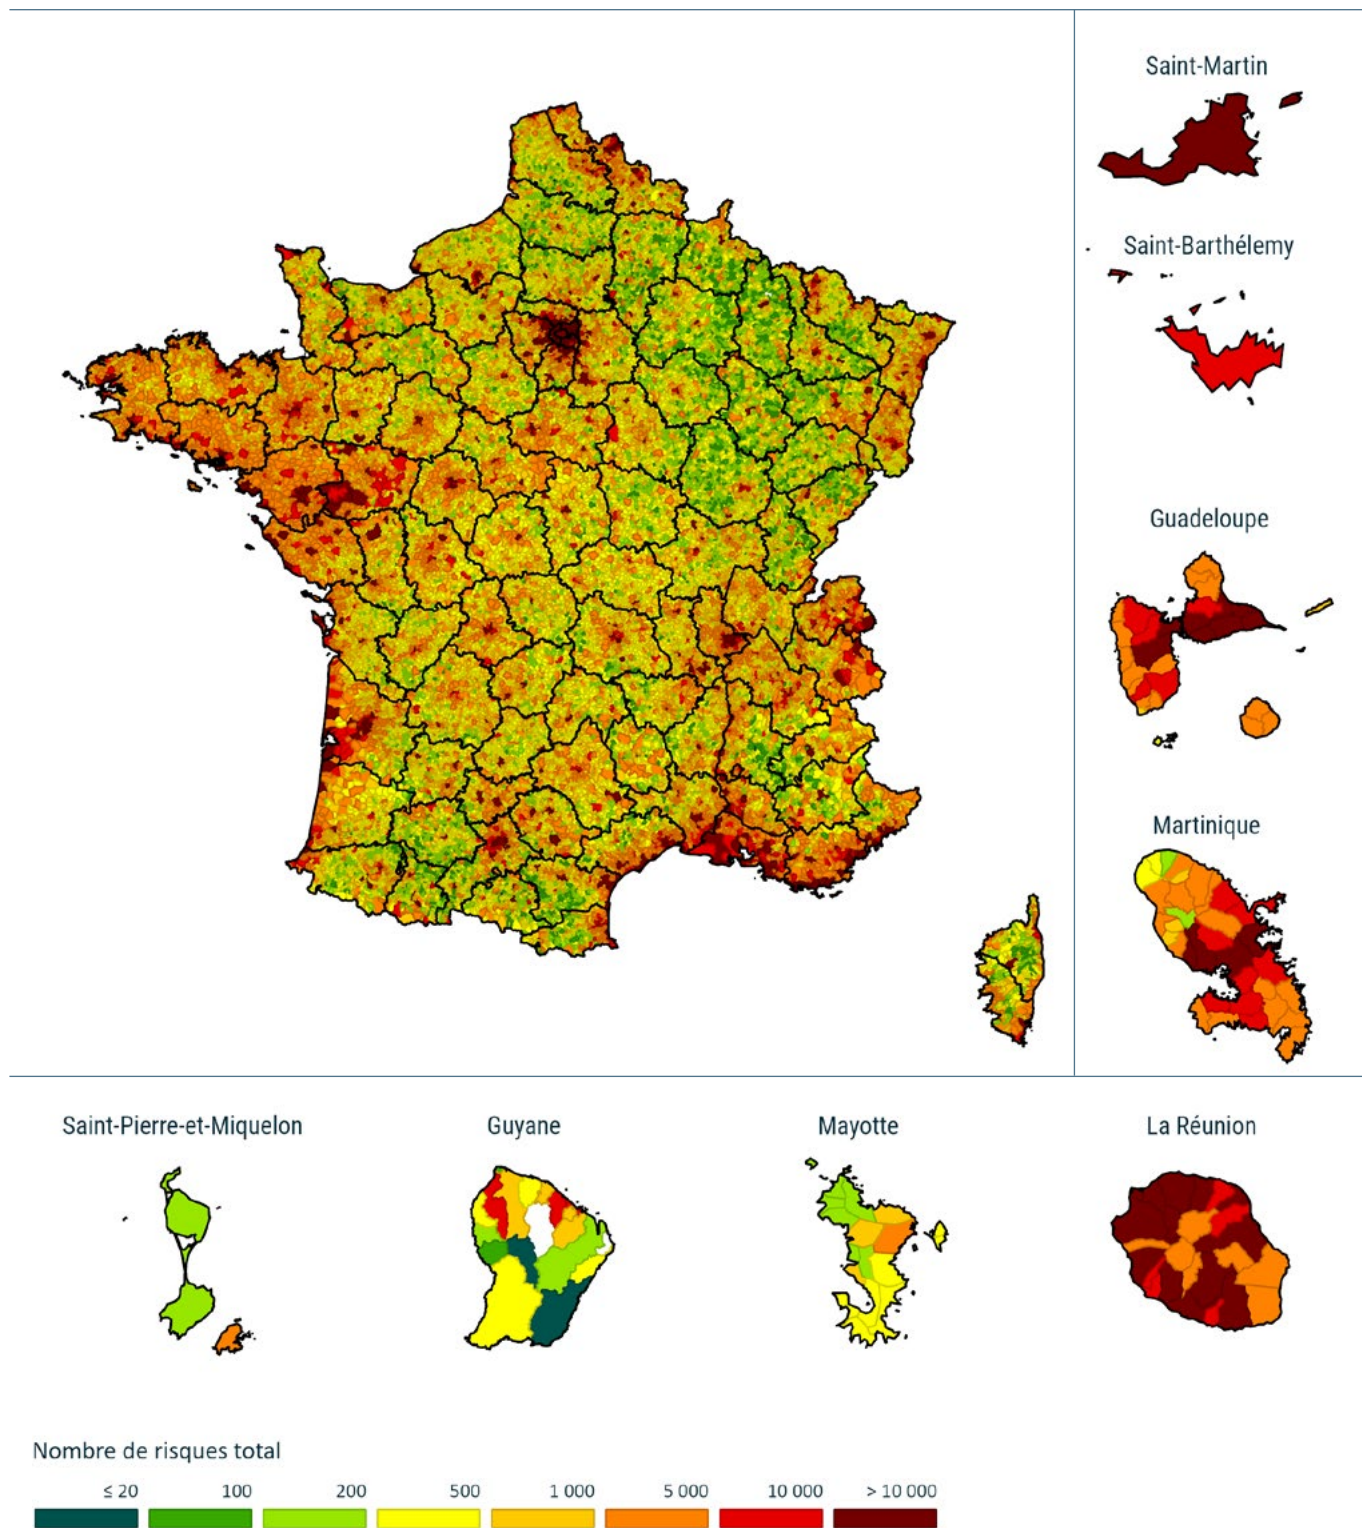 Saint-Martin
Saint-Barthélemy
Guadeloupe
Martinique
Saint-Pierre-et-Miquelon
Guyane
Mayotte
La Réunion
Nombre de risques total
≤ 20 100 200 500 1 000 5 000 10 000 > 10 000